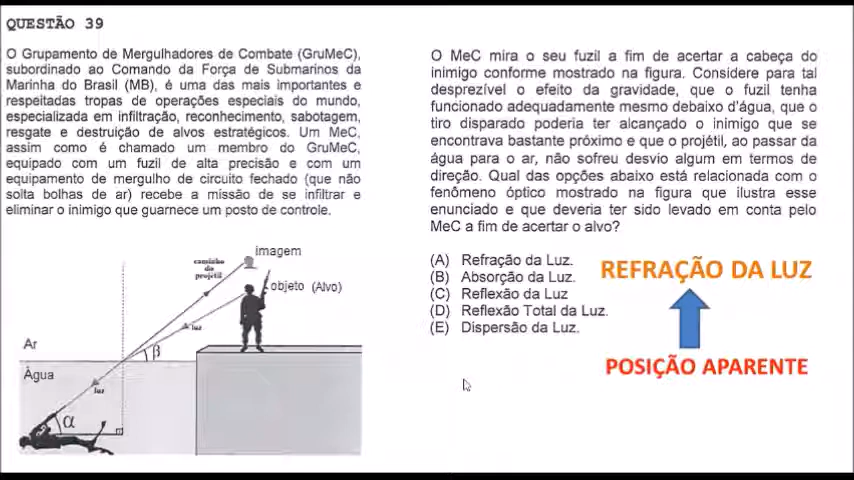 QUESTÃO 39
O Grupamento de Mergulhadores de Combate (GruMeC),
subordinado ao Comando da Força de Submarinos da
Marinha do Brasil (MB), é uma das mais importantes e
respeitadas tropas de operações especiais do mundo,
especializada em infiltração, reconhecimento, sabotagem,
resgate e destruição de alvos estratégicos. Um MeC,
assim como é chamado um membro do GruMeC,
equipado com um fuzil de alta precisão e com um
equipamento de mergulho de circuito fechado (que não
solta bolhas de ar) recebe a missão de se infiltrar e
eliminar o inimigo que guarnece um posto de controle.
imagem
caminho
do
projétil
objeto (Alvo)
luz
Ar
β
Água
luz
α
O MeC mira o seu fuzil a fim de acertar a cabeça do
inimigo conforme mostrado na figura. Considere para tal
desprezível o efeito da gravidade, que o fuzil tenha
funcionado adequadamente mesmo debaixo d'água, que o
tiro disparado poderia ter alcançado o inimigo que se
encontrava bastante próximo e que o projétil, ao passar da
água para o ar, não sofreu desvio algum em termos de
direção. Qual das opções abaixo está relacionada com o
fenômeno óptico mostrado na figura que ilustra esse
enunciado e que deveria ter sido levado em conta pelo
MeC a fim de acertar o alvo?
(A) Refração da Luz.
(B) Absorção da Luz.
(C) Reflexão da Luz
(D) Reflexão Total da Luz.
(E) Dispersão da Luz.
REFRAÇÃO DA LUZ
POSIÇÃO APARENTE